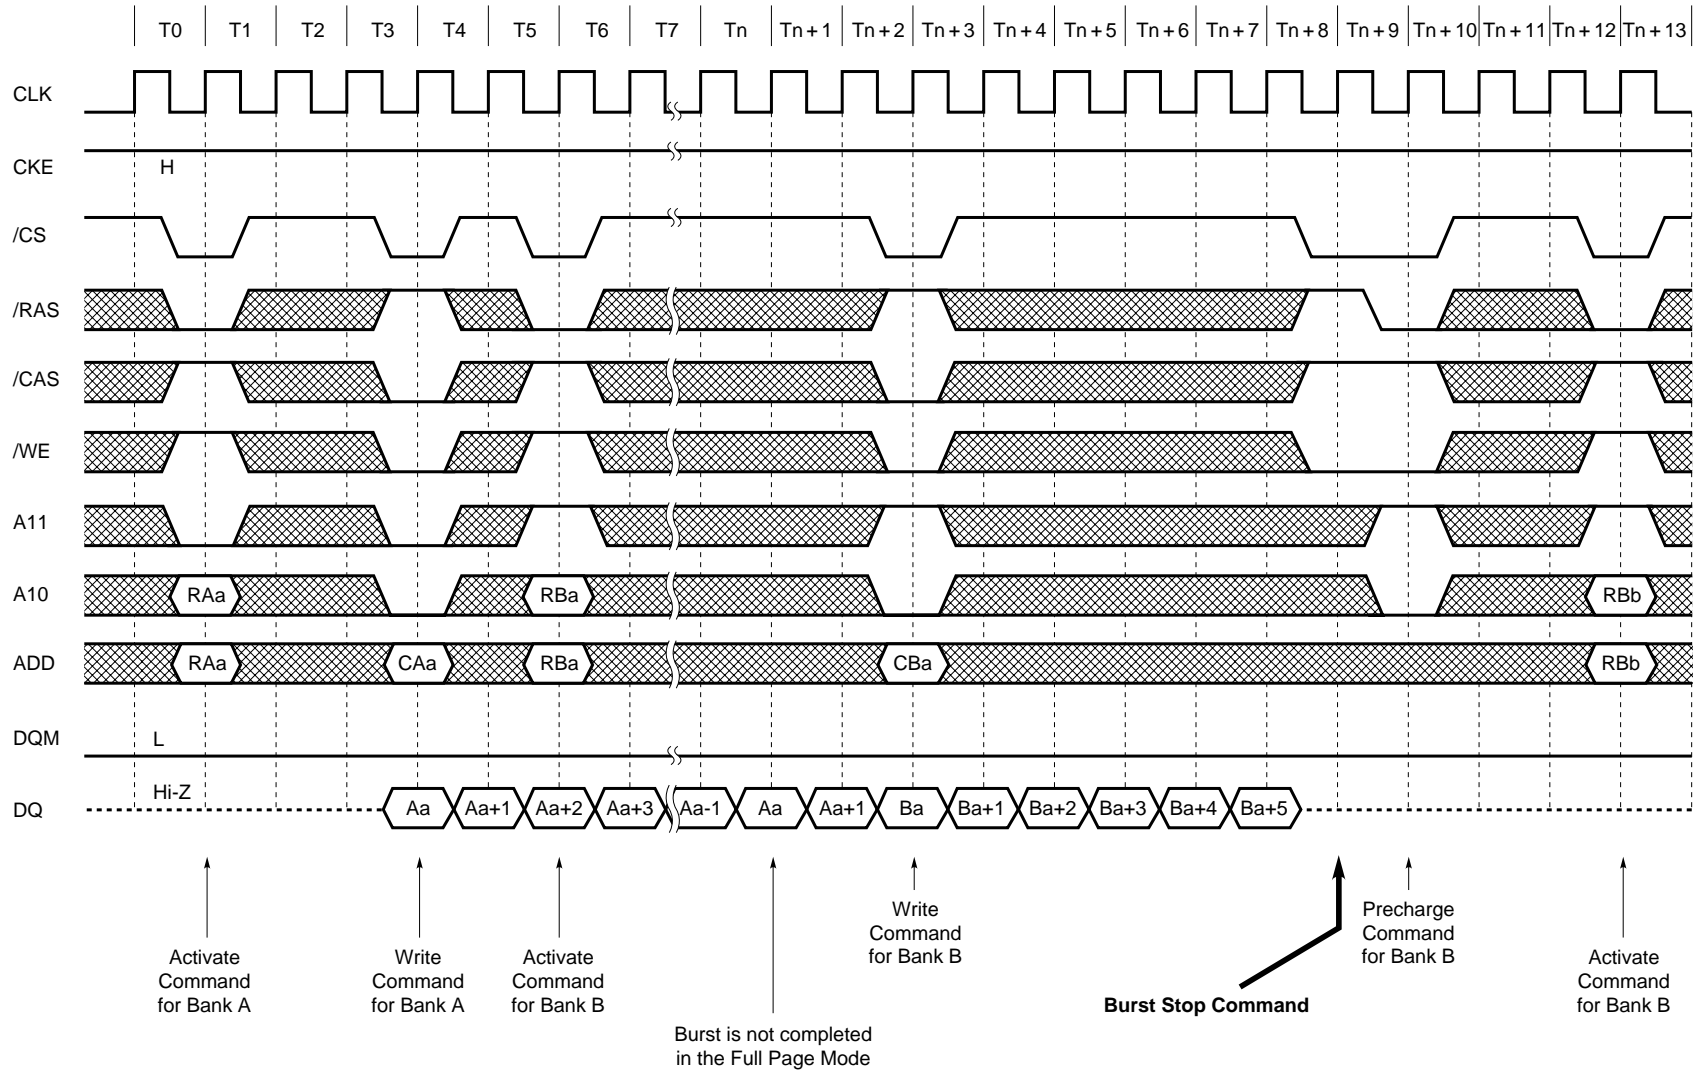 T0 T1 T2 T3 T4 T5 T6 T7 Tn Tn + 1 Tn + 2 Tn + 3 Tn + 4 Tn + 5 Tn + 6 Tn + 7 Tn + 8 Tn + 9 Tn + 10 Tn + 11 Tn + 12 Tn + 13
CLK
CKE H
/CS
/RAS
/CAS
/WE
A11
A10 RAa RBa RBb
ADD RAa CAa RBa CBa RBb
DQM L
Hi-Z
DQ Aa Aa+1 Aa+2 Aa+3 Aa-1 Aa Aa+1 Ba Ba+1 Ba+2 Ba+3 Ba+4 Ba+5
Activate
Command
for Bank A
Write
Command
for Bank A
Activate
Command
for Bank B
Burst is not completed
in the Full Page Mode
Write
Command
for Bank B
Burst Stop Command
Precharge
Command
for Bank B
Activate
Command
for Bank B